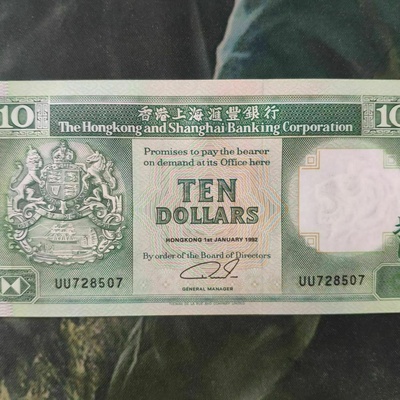 10 香港上海滙豐銀行 10
The Hongkong and Shanghai Banking Corporation
Promises to pay the bearer
on demand at its Office here
TEN
DOLLARS
HONGKONG 1st JANUARY 1992
By order of the Board of Directors
UU728507 UU728507
GENERAL MANAGER